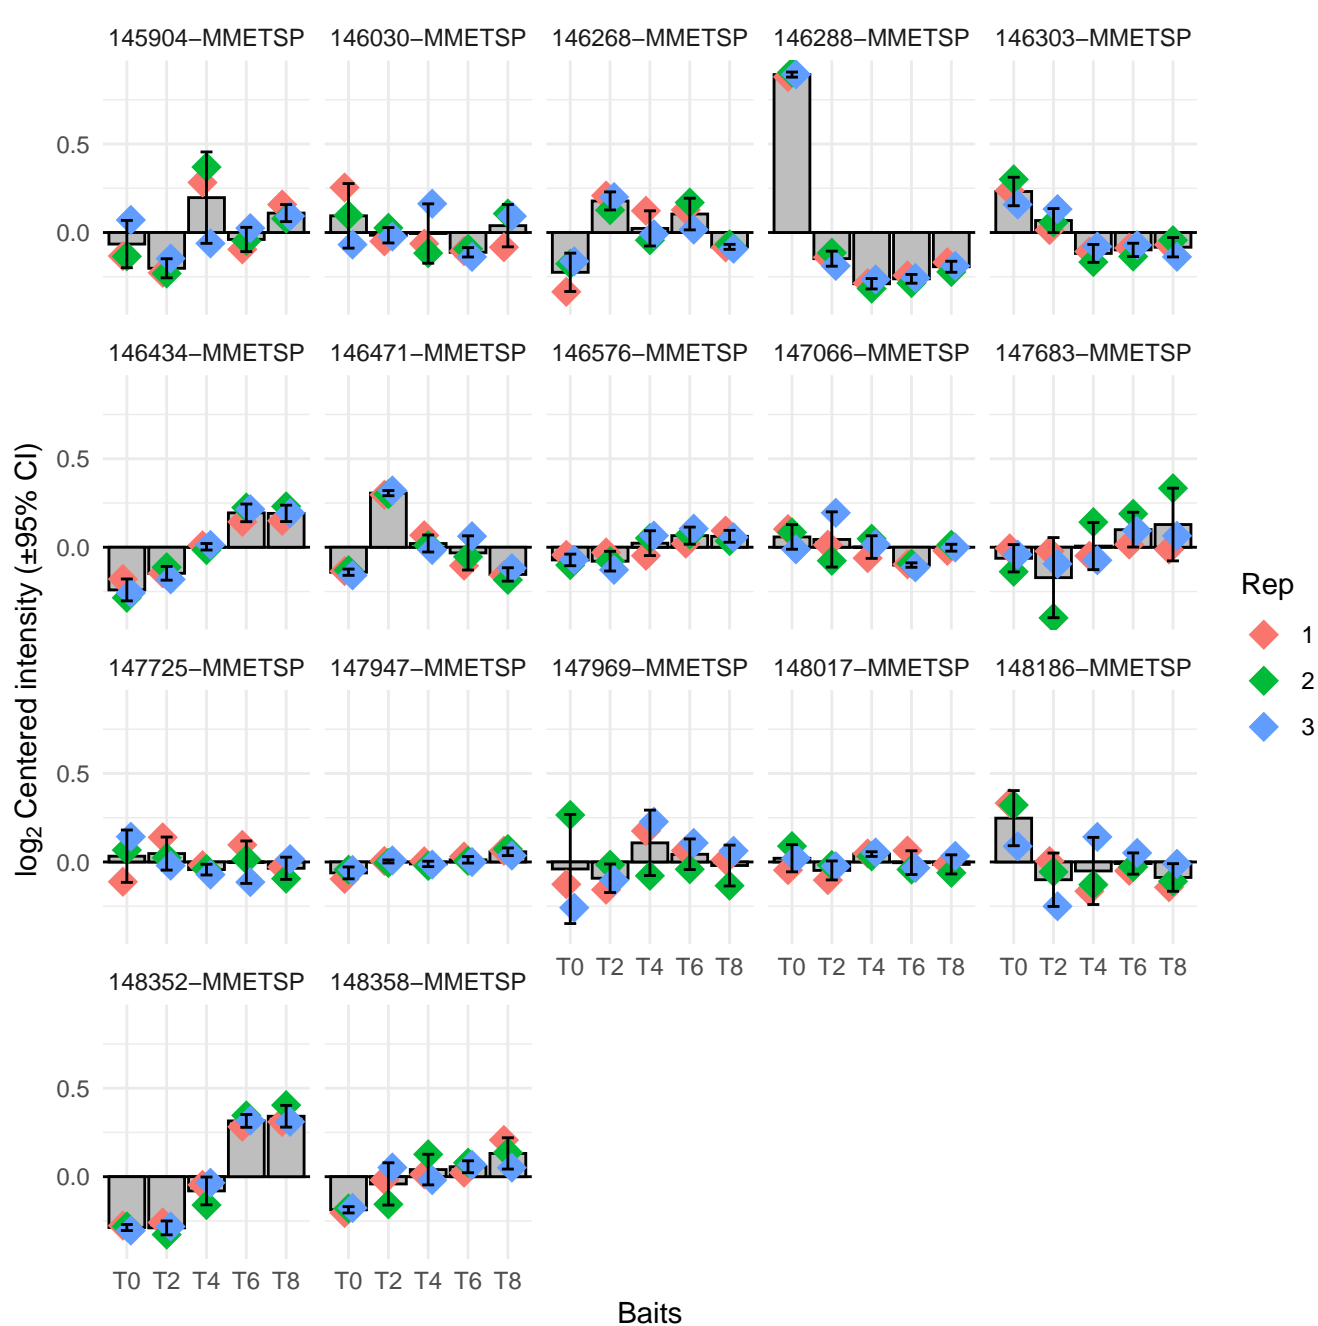 145904−MMETSP 146030−MMETSP 146268−MMETSP 146288−MMETSP 146303−MMETSP
0.5
0.0
146434−MMETSP 146471−MMETSP 146576−MMETSP 147066−MMETSP 147683−MMETSP
0.5
0.0
147725−MMETSP 147947−MMETSP 147969−MMETSP 148017−MMETSP 148186−MMETSP
0.5
0.0
T0 T2 T4 T6 T8 T0 T2 T4 T6 T8 T0 T2 T4 T6 T8
148352−MMETSP 148358−MMETSP
0.5
0.0
T0 T2 T4 T6 T8 T0 T2 T4 T6 T8
Baits
log2 Centered intensity (±95% CI)
Rep
1
2
3